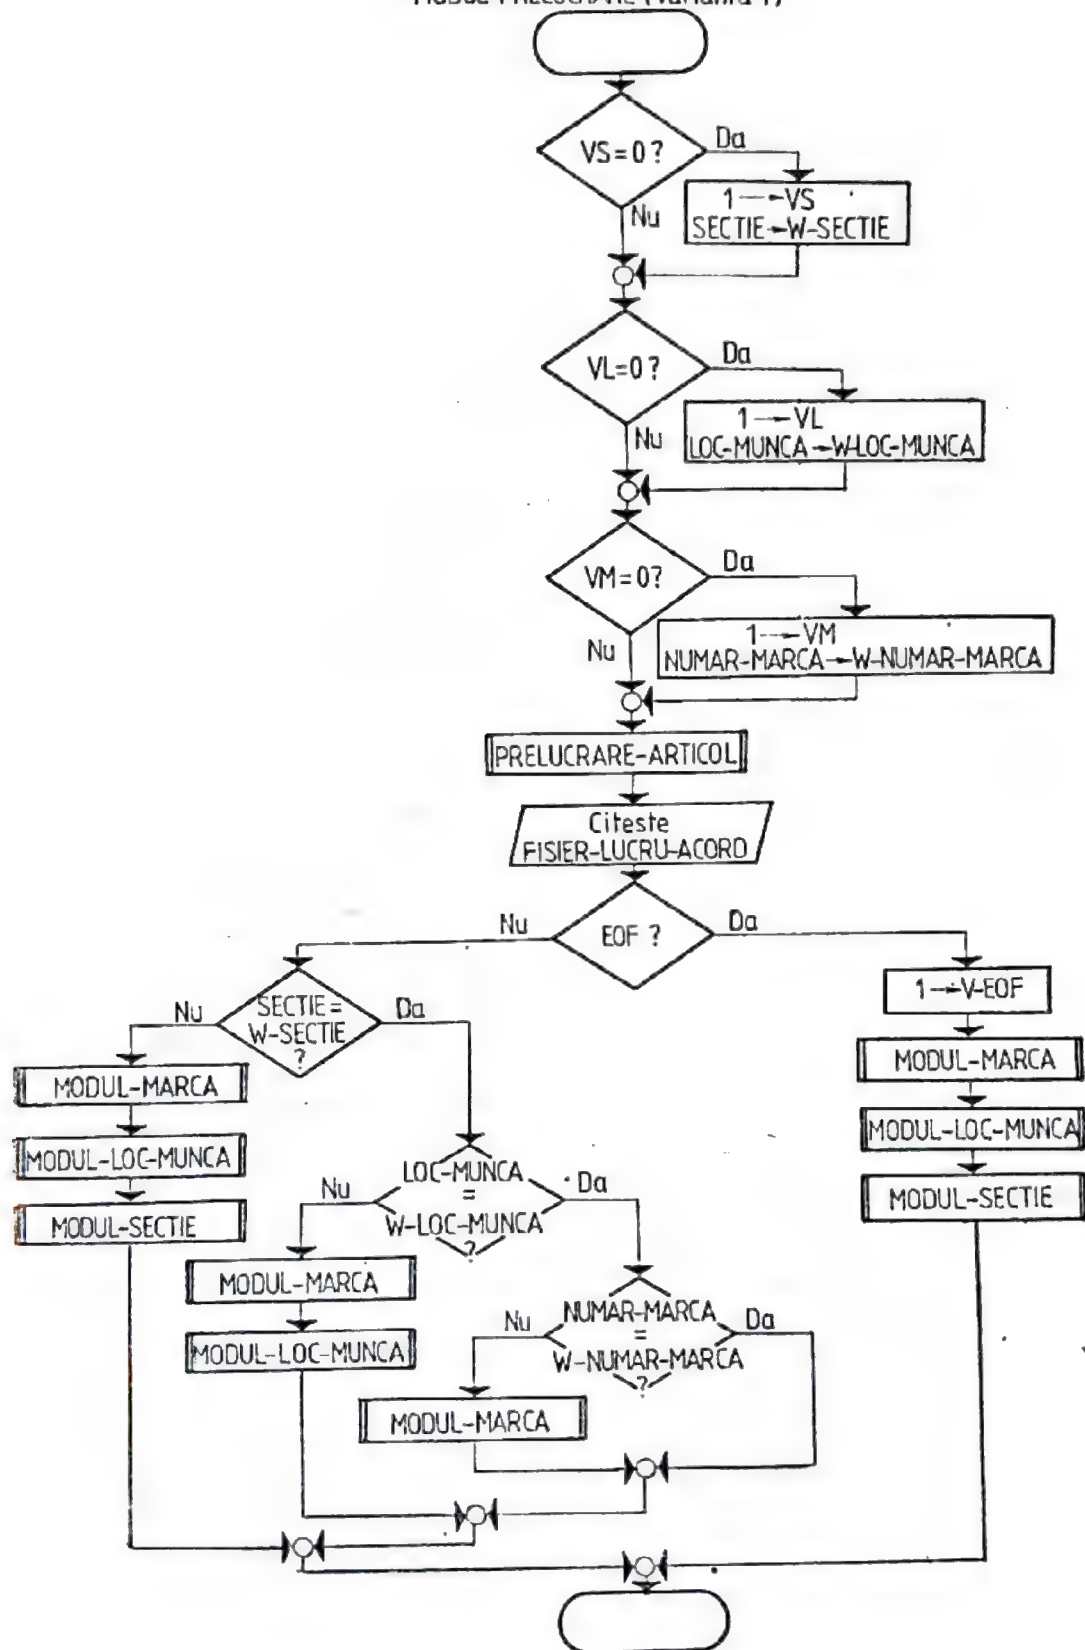 MODUL PRELUCRARE (Varianta 1)
VS=0?
Da
Nu
1→VS
SECTIE→W-SECTIE
VL=0?
Da
Nu
1→VL
LOC-MUNCA→W-LOC-MUNCA
VM=0?
Da
Nu
1→VM
NUMAR-MARCA→W-NUMAR-MARCA
PRELUCRARE-ARTICOL
Citeste
FISIER-LUCRU-ACORD
EOF ?
Nu
Da
SECTIE=
W-SECTIE
?
Nu
Da
1→V-EOF
MODUL-MARCA
MODUL-LOC-MUNCA
MODUL-SECTIE
MODUL-MARCA
MODUL-LOC-MUNCA
MODUL-SECTIE
LOC-MUNCA
=
W-LOC-MUNCA
?
Nu
Da
MODUL-MARCA
MODUL-LOC-MUNCA
NUMAR-MARCA
=
W-NUMAR-MARCA
?
Nu
Da
MODUL-MARCA